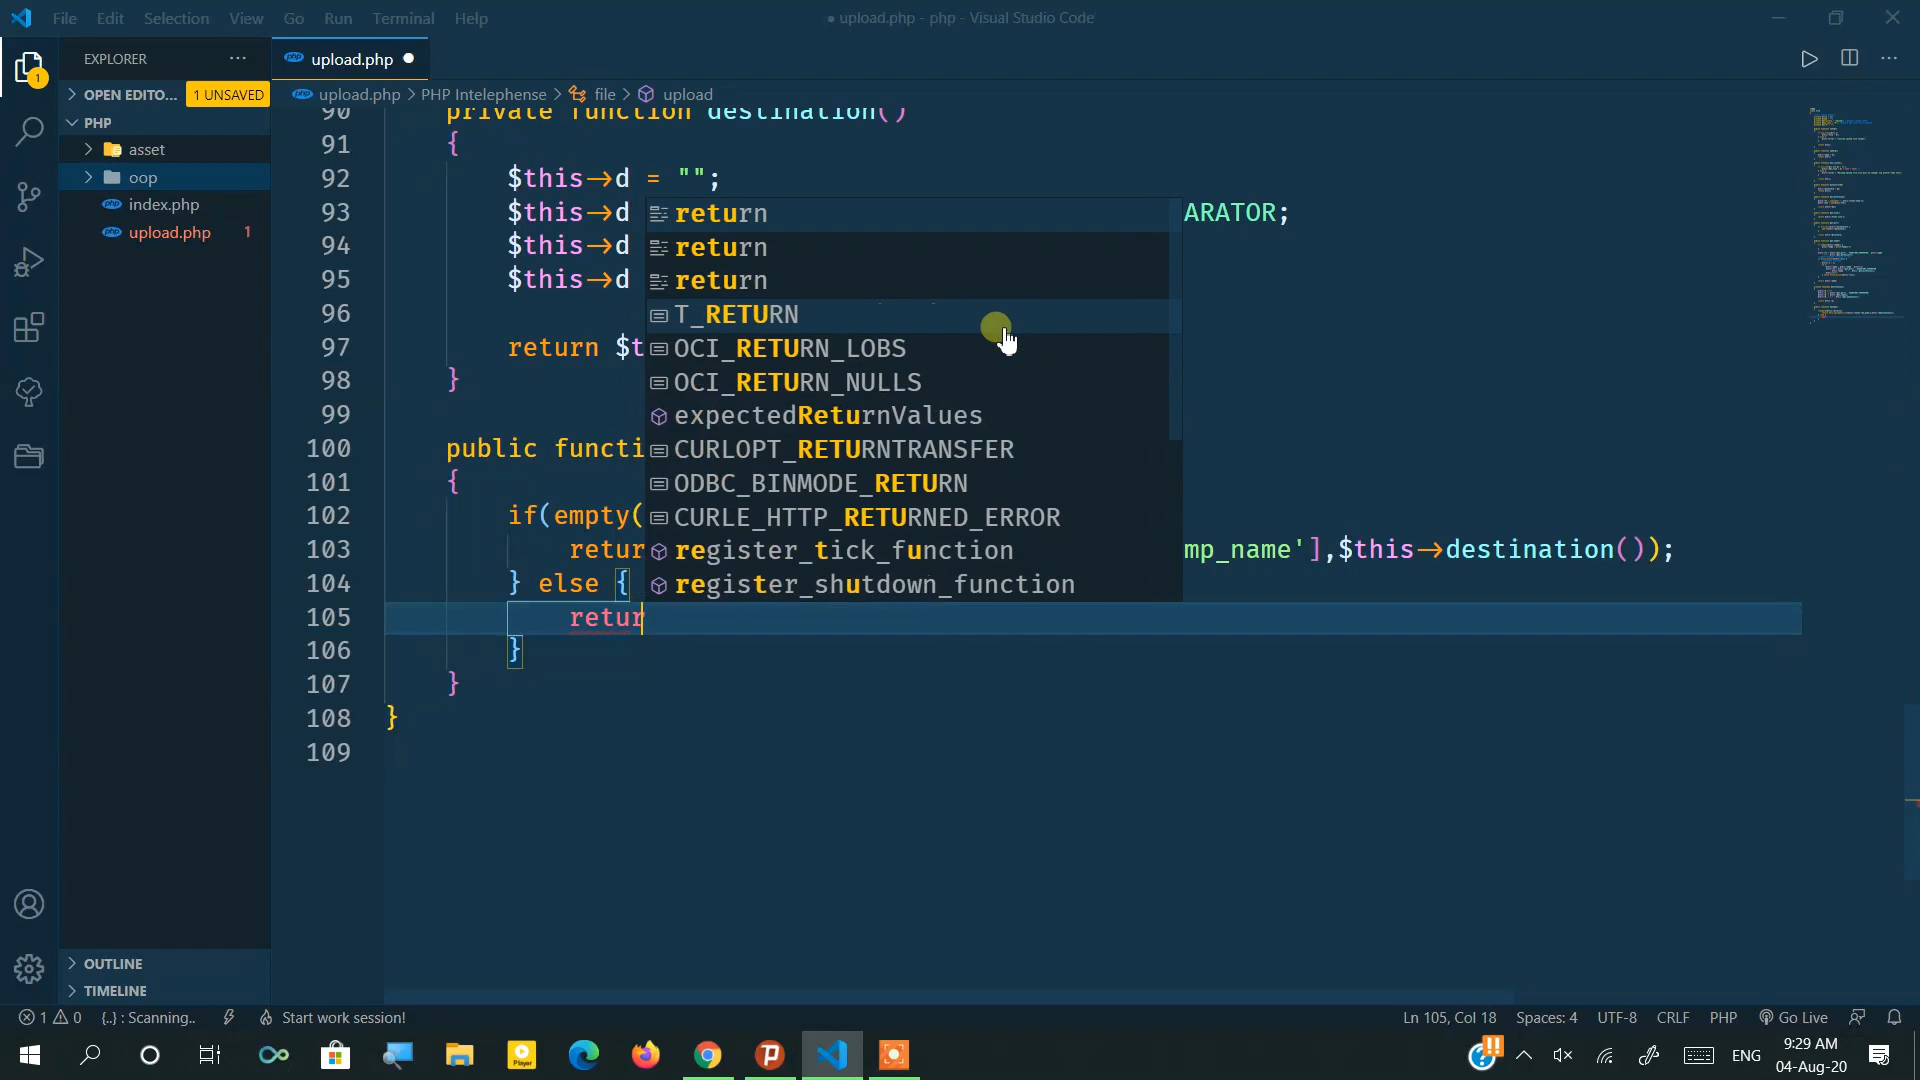 File Edit Selection View Go Run Terminal Help
● upload.php - php - Visual Studio Code
EXPLORER ···
php upload.php
OPEN EDITO... 1 UNSAVED
upload.php > PHP Intelephense > file > upload
PHP
asset
oop
index.php
upload.php 1
90 private function destination()
91 {
92 $this->d = "";
93 $this->d ARATOR;
94 $this->d
95 $this->d
96
97 return $t
98 }
99
100 public functi
101 {
102 if(empty(
103 retur mp_name'],$this->destination());
104 } else {
105 retur
106 }
107 }
108 }
109
return
return
return
T_RETURN
OCI_RETURN_LOBS
OCI_RETURN_NULLS
expectedReturnValues
CURLOPT_RETURNTRANSFER
ODBC_BINMODE_RETURN
CURLE_HTTP_RETURNED_ERROR
register_tick_function
register_shutdown_function
OUTLINE
TIMELINE
1 0 {..} : Scanning.. Start work session!
Ln 105, Col 18 Spaces: 4 UTF-8 CRLF PHP Go Live
ENG
9:29 AM
04-Aug-20